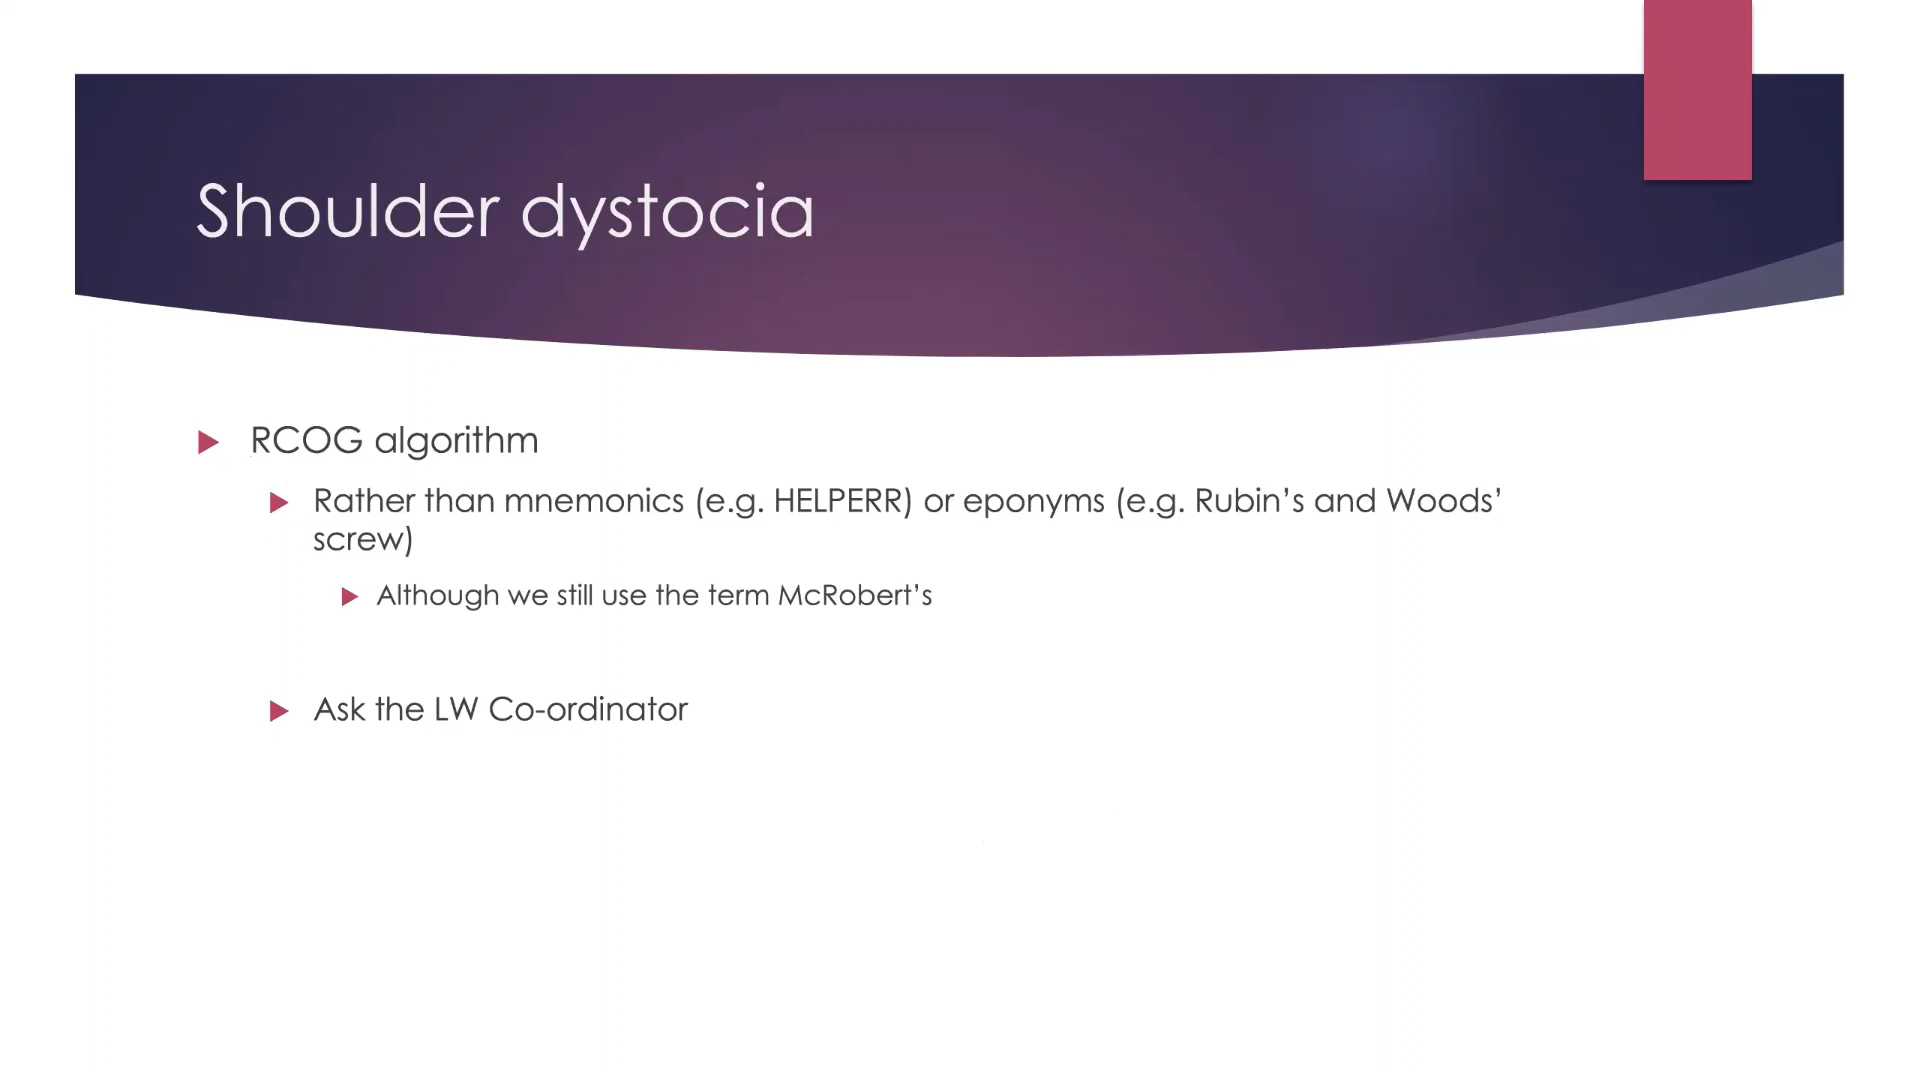 Shoulder dystocia
RCOG algorithm
Rather than mnemonics (e.g. HELPERR) or eponyms (e.g. Rubin’s and Woods’
screw)
Although we still use the term McRobert’s
Ask the LW Co-ordinator